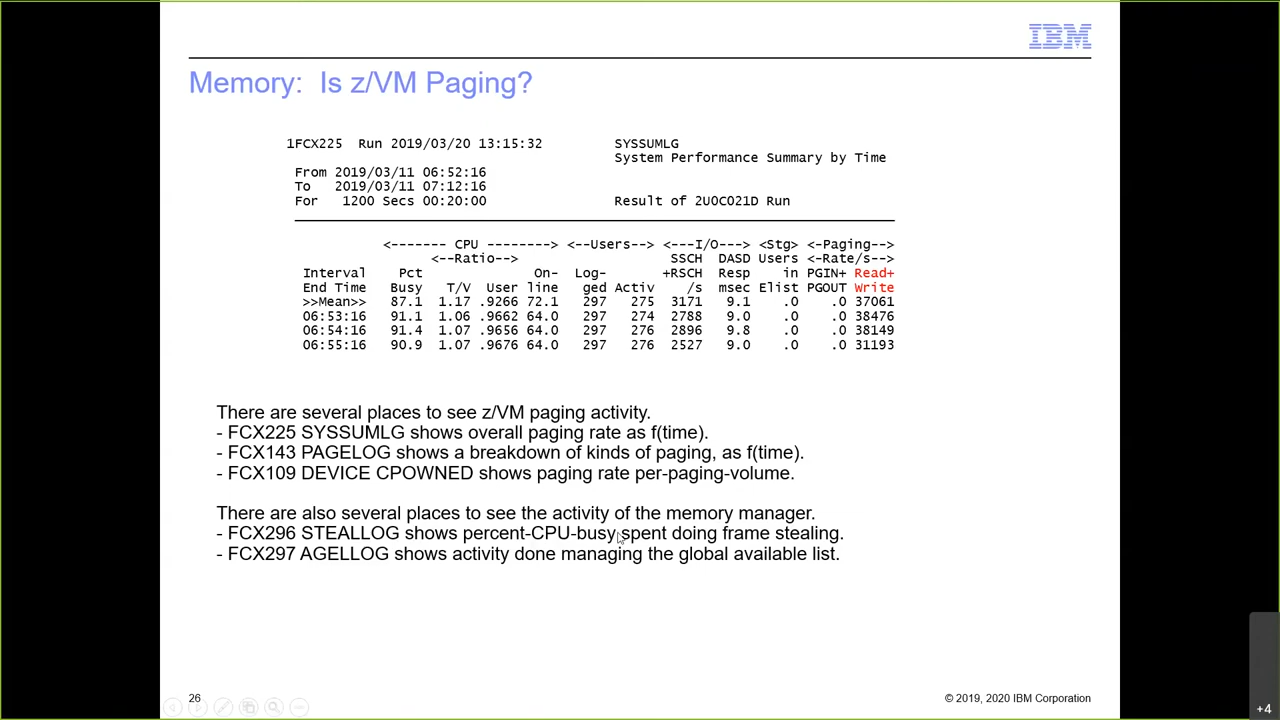 IBM
Memory: Is z/VM Paging?
1FCX225 Run 2019/03/20 13:15:32 SYSSUMLG
System Performance Summary by Time
From 2019/03/11 06:52:16
To 2019/03/11 07:12:16
For 1200 Secs 00:20:00 Result of 2U0C021D Run
<------- CPU --------> <--Users--> <---I/O---> <Stg> <-Paging-->
<--Ratio--> SSCH DASD Users <-Rate/s-->
Interval Pct On- Log- +RSCH Resp in PGIN+ Read+
End Time Busy T/V User line ged Activ /s msec Elist PGOUT Write
>>Mean>> 87.1 1.17 .9266 72.1 297 275 3171 9.1 .0 .0 37061
06:53:16 91.1 1.06 .9662 64.0 297 274 2788 9.0 .0 .0 38476
06:54:16 91.4 1.07 .9656 64.0 297 276 2896 9.8 .0 .0 38149
06:55:16 90.9 1.07 .9676 64.0 297 276 2527 9.0 .0 .0 31193
There are several places to see z/VM paging activity.
- FCX225 SYSSUMLG shows overall paging rate as f(time).
- FCX143 PAGELOG shows a breakdown of kinds of paging, as f(time).
- FCX109 DEVICE CPOWNED shows paging rate per-paging-volume.
There are also several places to see the activity of the memory manager.
- FCX296 STEALLOG shows percent-CPU-busy spent doing frame stealing.
- FCX297 AGELLOG shows activity done managing the global available list.
26
© 2019, 2020 IBM Corporation
+4